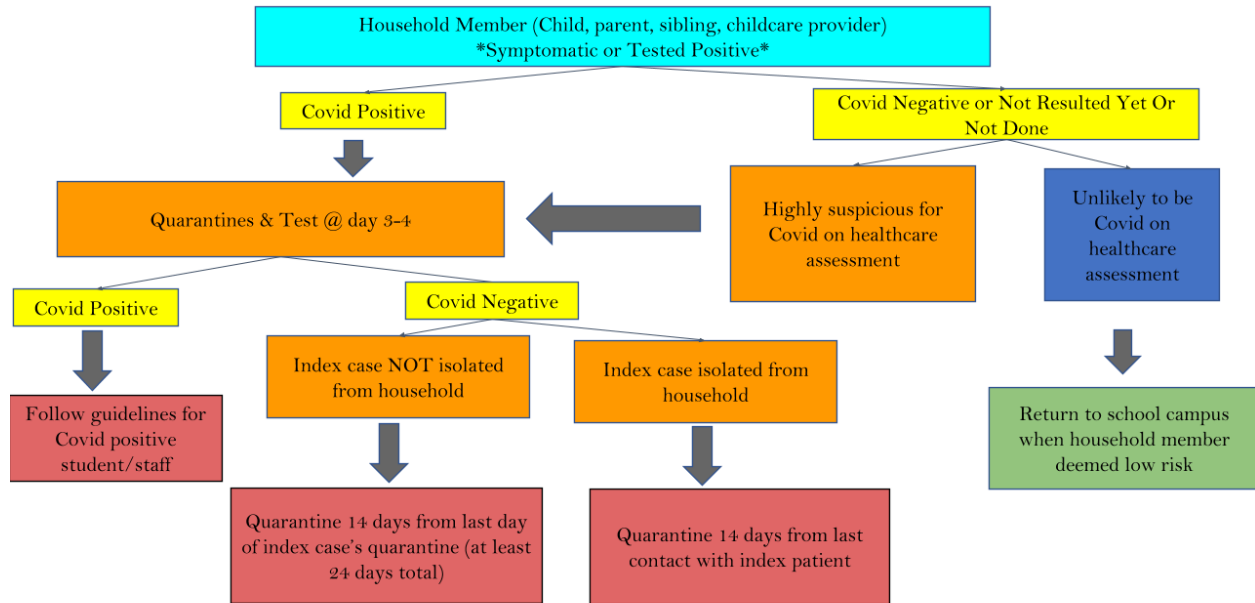 Household Member (Child, parent, sibling, childcare provider)
*Symptomatic or Tested Positive*
Covid Positive
Covid Negative or Not Resulted Yet Or
Not Done
Quarantines & Test @ day 3-4
Highly suspicious for
Covid on healthcare
assessment
Unlikely to be
Covid on
healthcare
assessment
Covid Positive
Covid Negative
Index case NOT isolated
from household
Index case isolated from
household
Follow guidelines for
Covid positive
student/staff
Return to school campus
when household member
deemed low risk
Quarantine 14 days from last day
of index case's quarantine (at least
24 days total)
Quarantine 14 days from last
contact with index patient